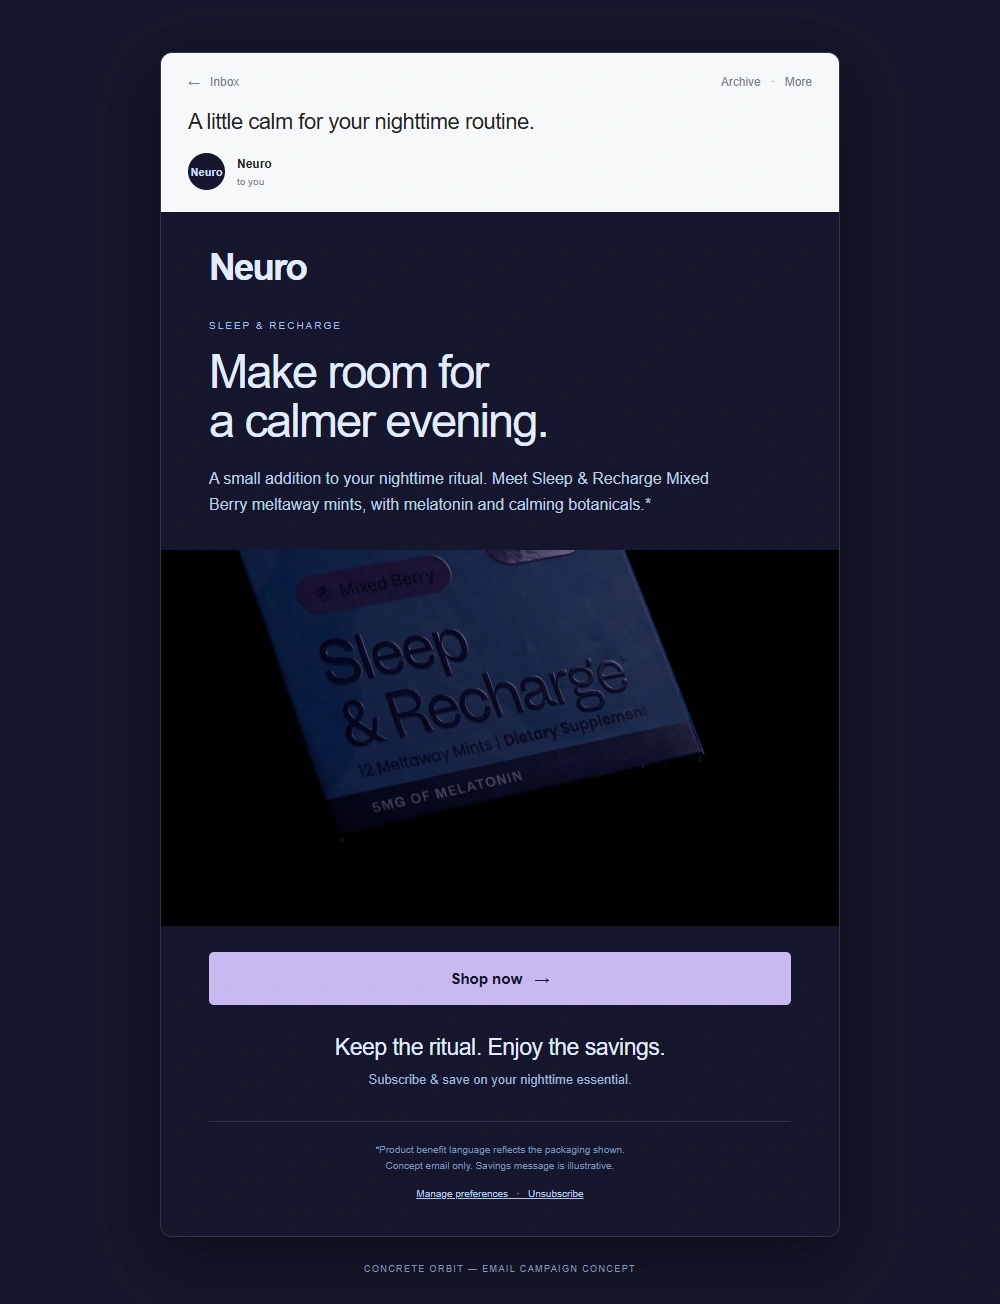 ← Inbox
Archive · More
A little calm for your nighttime routine.
Neuro
Neuro
to you
Neuro
SLEEP & RECHARGE
Make room for
a calmer evening.
A small addition to your nighttime ritual. Meet Sleep & Recharge Mixed
Berry meltaway mints, with melatonin and calming botanicals.*
Mixed Berry
Sleep
& Recharge*
12 Meltaway Mints | Dietary Supplement
5MG OF MELATONIN
Shop now →
Keep the ritual. Enjoy the savings.
Subscribe & save on your nighttime essential.
*Product benefit language reflects the packaging shown.
Concept email only. Savings message is illustrative.
Manage preferences · Unsubscribe
CONCRETE ORBIT — EMAIL CAMPAIGN CONCEPT